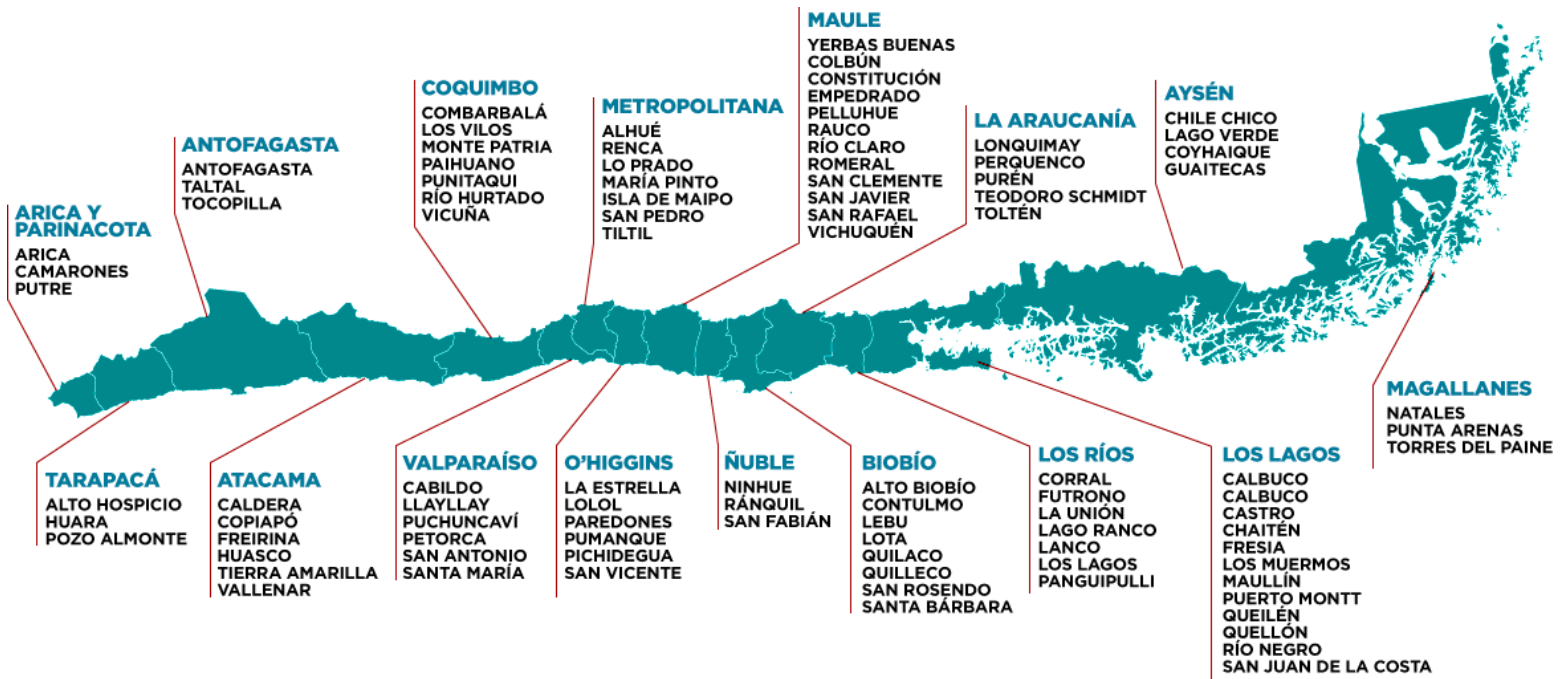 ARICA Y
PARINACOTA
ARICA
CAMARONES
PUTRE
ANTOFAGASTA
ANTOFAGASTA
TALTAL
TOCOPILLA
COQUIMBO
COMBARBALÁ
LOS VILOS
MONTE PATRIA
PAIHUANO
PUNITAQUI
RÍO HURTADO
VICUÑA
METROPOLITANA
ALHUÉ
RENCA
LO PRADO
MARÍA PINTO
ISLA DE MAIPO
SAN PEDRO
TILTIL
MAULE
YERBAS BUENAS
COLBÚN
CONSTITUCIÓN
EMPEDRADO
PELLUHUE
RAUCO
RÍO CLARO
ROMERAL
SAN CLEMENTE
SAN JAVIER
SAN RAFAEL
VICHUQUÉN
LA ARAUCANÍA
LONQUIMAY
PERQUENCO
PURÉN
TEODORO SCHMIDT
TOLTÉN
AYSÉN
CHILE CHICO
LAGO VERDE
COYHAIQUE
GUAITECAS
TARAPACÁ
ALTO HOSPICIO
HUARA
POZO ALMONTE
ATACAMA
CALDERA
COPIAPÓ
FREIRINA
HUASCO
TIERRA AMARILLA
VALLENAR
VALPARAÍSO
CABILDO
LLAYLLAY
PUCHUNCAVÍ
PETORCA
SAN ANTONIO
SANTA MARÍA
O'HIGGINS
LA ESTRELLA
LOLOL
PAREDONES
PUMANQUE
PICHIDEGUA
SAN VICENTE
ÑUBLE
NINHUE
RÁNQUIL
SAN FABIÁN
BIOBÍO
ALTO BIOBÍO
CONTULMO
LEBU
LOTA
QUILACO
QUILLECO
SAN ROSENDO
SANTA BÁRBARA
LOS RÍOS
CORRAL
FUTRONO
LA UNIÓN
LAGO RANCO
LANCO
LOS LAGOS
PANGUIPULLI
LOS LAGOS
CALBUCO
CALBUCO
CASTRO
CHAITÉN
FRESIA
LOS MUERMOS
MAULLÍN
PUERTO MONTT
QUEILÉN
QUELLÓN
RÍO NEGRO
SAN JUAN DE LA COSTA
MAGALLANES
NATALES
PUNTA ARENAS
TORRES DEL PAINE